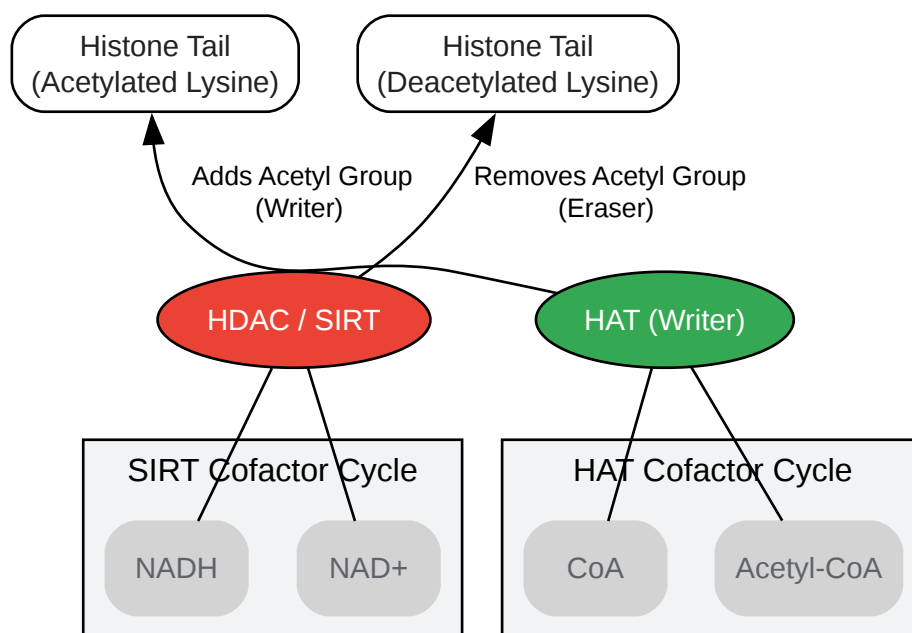 Histone Tail
(Acetylated Lysine)
Histone Tail
(Deacetylated Lysine)
Adds Acetyl Group
(Writer)
Removes Acetyl Group
(Eraser)
HDAC / SIRT
HAT (Writer)
SIRT Cofactor Cycle
HAT Cofactor Cycle
NADH
NAD+
CoA
Acetyl-CoA